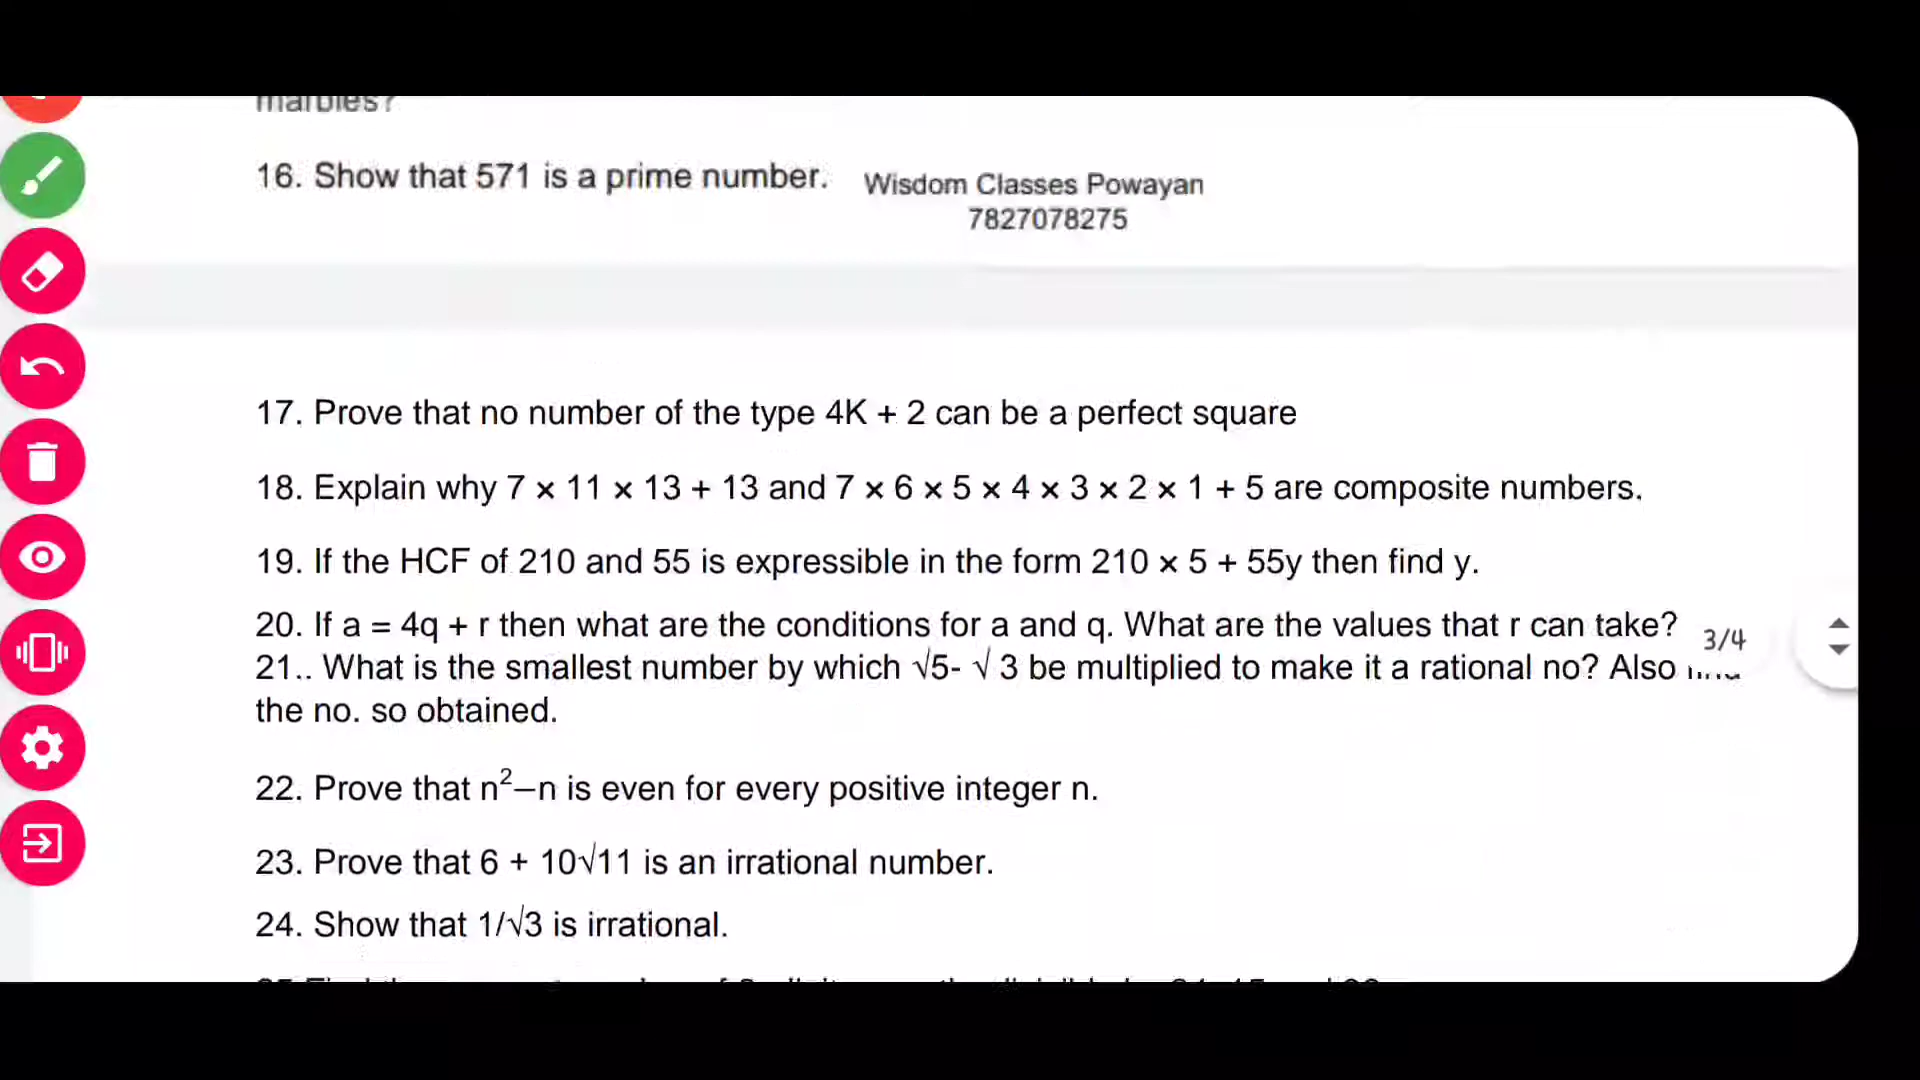 marbles?
16. Show that 571 is a prime number.
Wisdom Classes Powayan
7827078275
17. Prove that no number of the type 4K + 2 can be a perfect square
18. Explain why 7 × 11 × 13 + 13 and 7 × 6 × 5 × 4 × 3 × 2 × 1 + 5 are composite numbers.
19. If the HCF of 210 and 55 is expressible in the form 210 × 5 + 55y then find y.
20. If a = 4q + r then what are the conditions for a and q. What are the values that r can take?
3/4
21.. What is the smallest number by which √5- √ 3 be multiplied to make it a rational no? Also
the no. so obtained.
22. Prove that n²–n is even for every positive integer n.
23. Prove that 6 + 10√11 is an irrational number.
24. Show that 1/√3 is irrational.